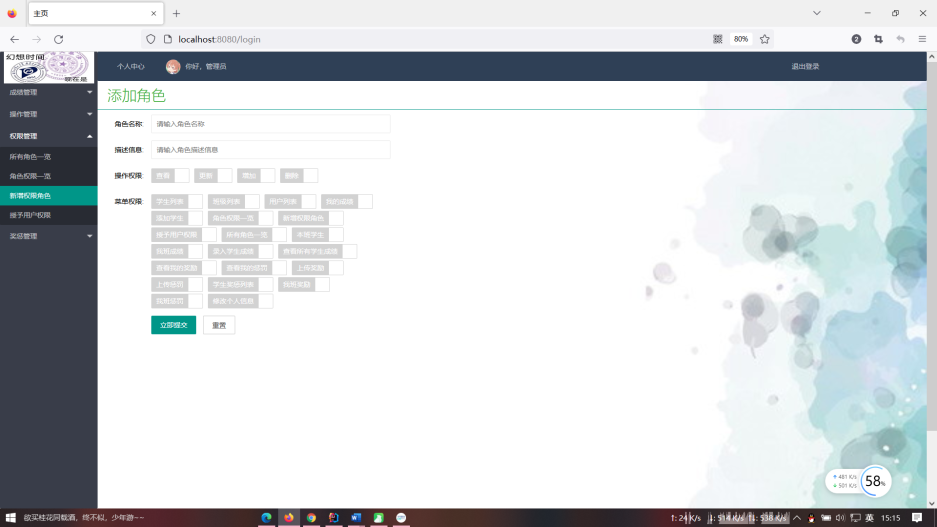 主页
localhost:8080/login
80%
2
幻想时间
现在是
个人中心
你好，管理员
退出登录
成绩管理
操作管理
权限管理
所有角色一览
角色权限一览
新增权限角色
授予用户权限
奖惩管理
添加角色
角色名称:
请输入角色名称
描述信息:
请输入角色描述信息
操作权限:
查看 更新 增加 删除
菜单权限:
学生列表 班级列表 用户列表 我的成绩
添加学生 角色权限一览 新增权限角色
授予用户权限 所有角色一览 本班学生
我班成绩 录入学生成绩 查看所有学生成绩
查看我的奖励 查看我的惩罚 上传奖励
上传惩罚 学生奖惩列表 我班奖励
我班惩罚 修改个人信息
立即提交
重置
↑ 481 K/s
↓ 501 K/s
58%
欲买桂花同载酒，终不似，少年游~~
↑: 24 K/s
英
15:15